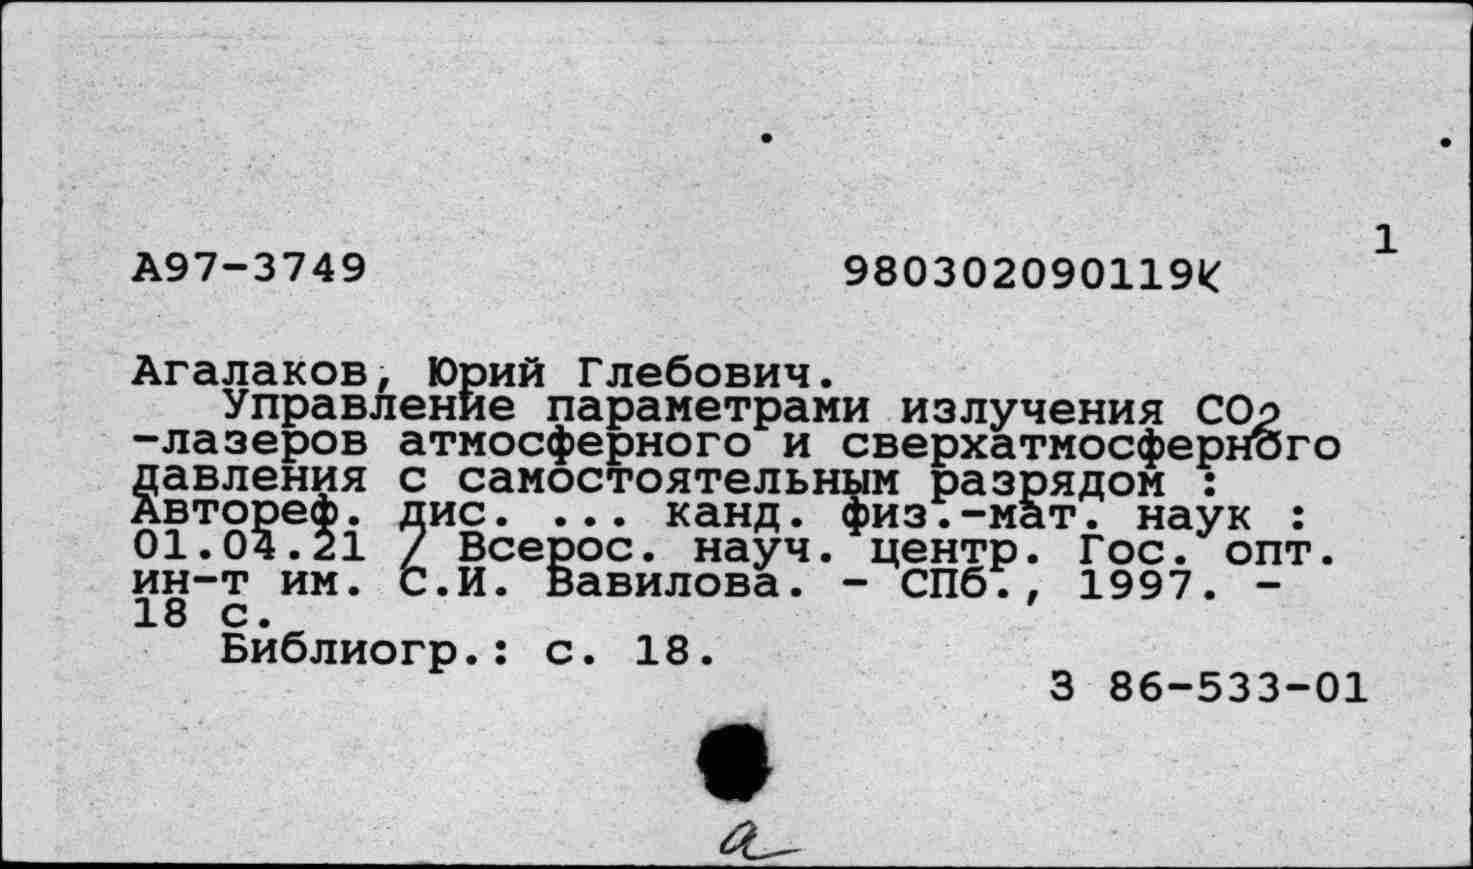 1
А97-3749 980302090119К
Агалаков, Юрий Глебович.
Управление параметрами излучения СО2
-лазеров атмосферного и сверхатмосферного
давления с самостоятельным разрядом :
Автореф. дис. ... канд. физ.-мат. наук :
01.04.21 / Всерос. науч. центр. Гос. опт.
ин-т им. С.И. Вавилова. - СПб., 1997. -
18 с.
Библиогр.: с. 18.
З 86-533-01
а